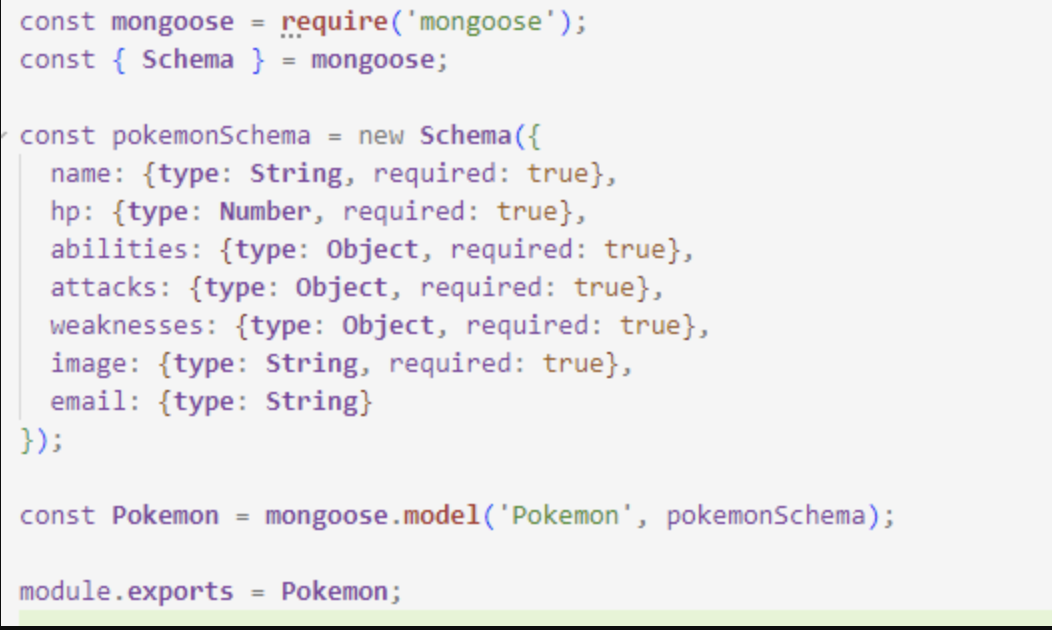 const mongoose = require('mongoose');
const { Schema } = mongoose;
const pokemonSchema = new Schema({
name: {type: String, required: true},
hp: {type: Number, required: true},
abilities: {type: Object, required: true},
attacks: {type: Object, required: true},
weaknesses: {type: Object, required: true},
image: {type: String, required: true},
email: {type: String}
});
const Pokemon = mongoose.model('Pokemon', pokemonSchema);
module.exports = Pokemon;